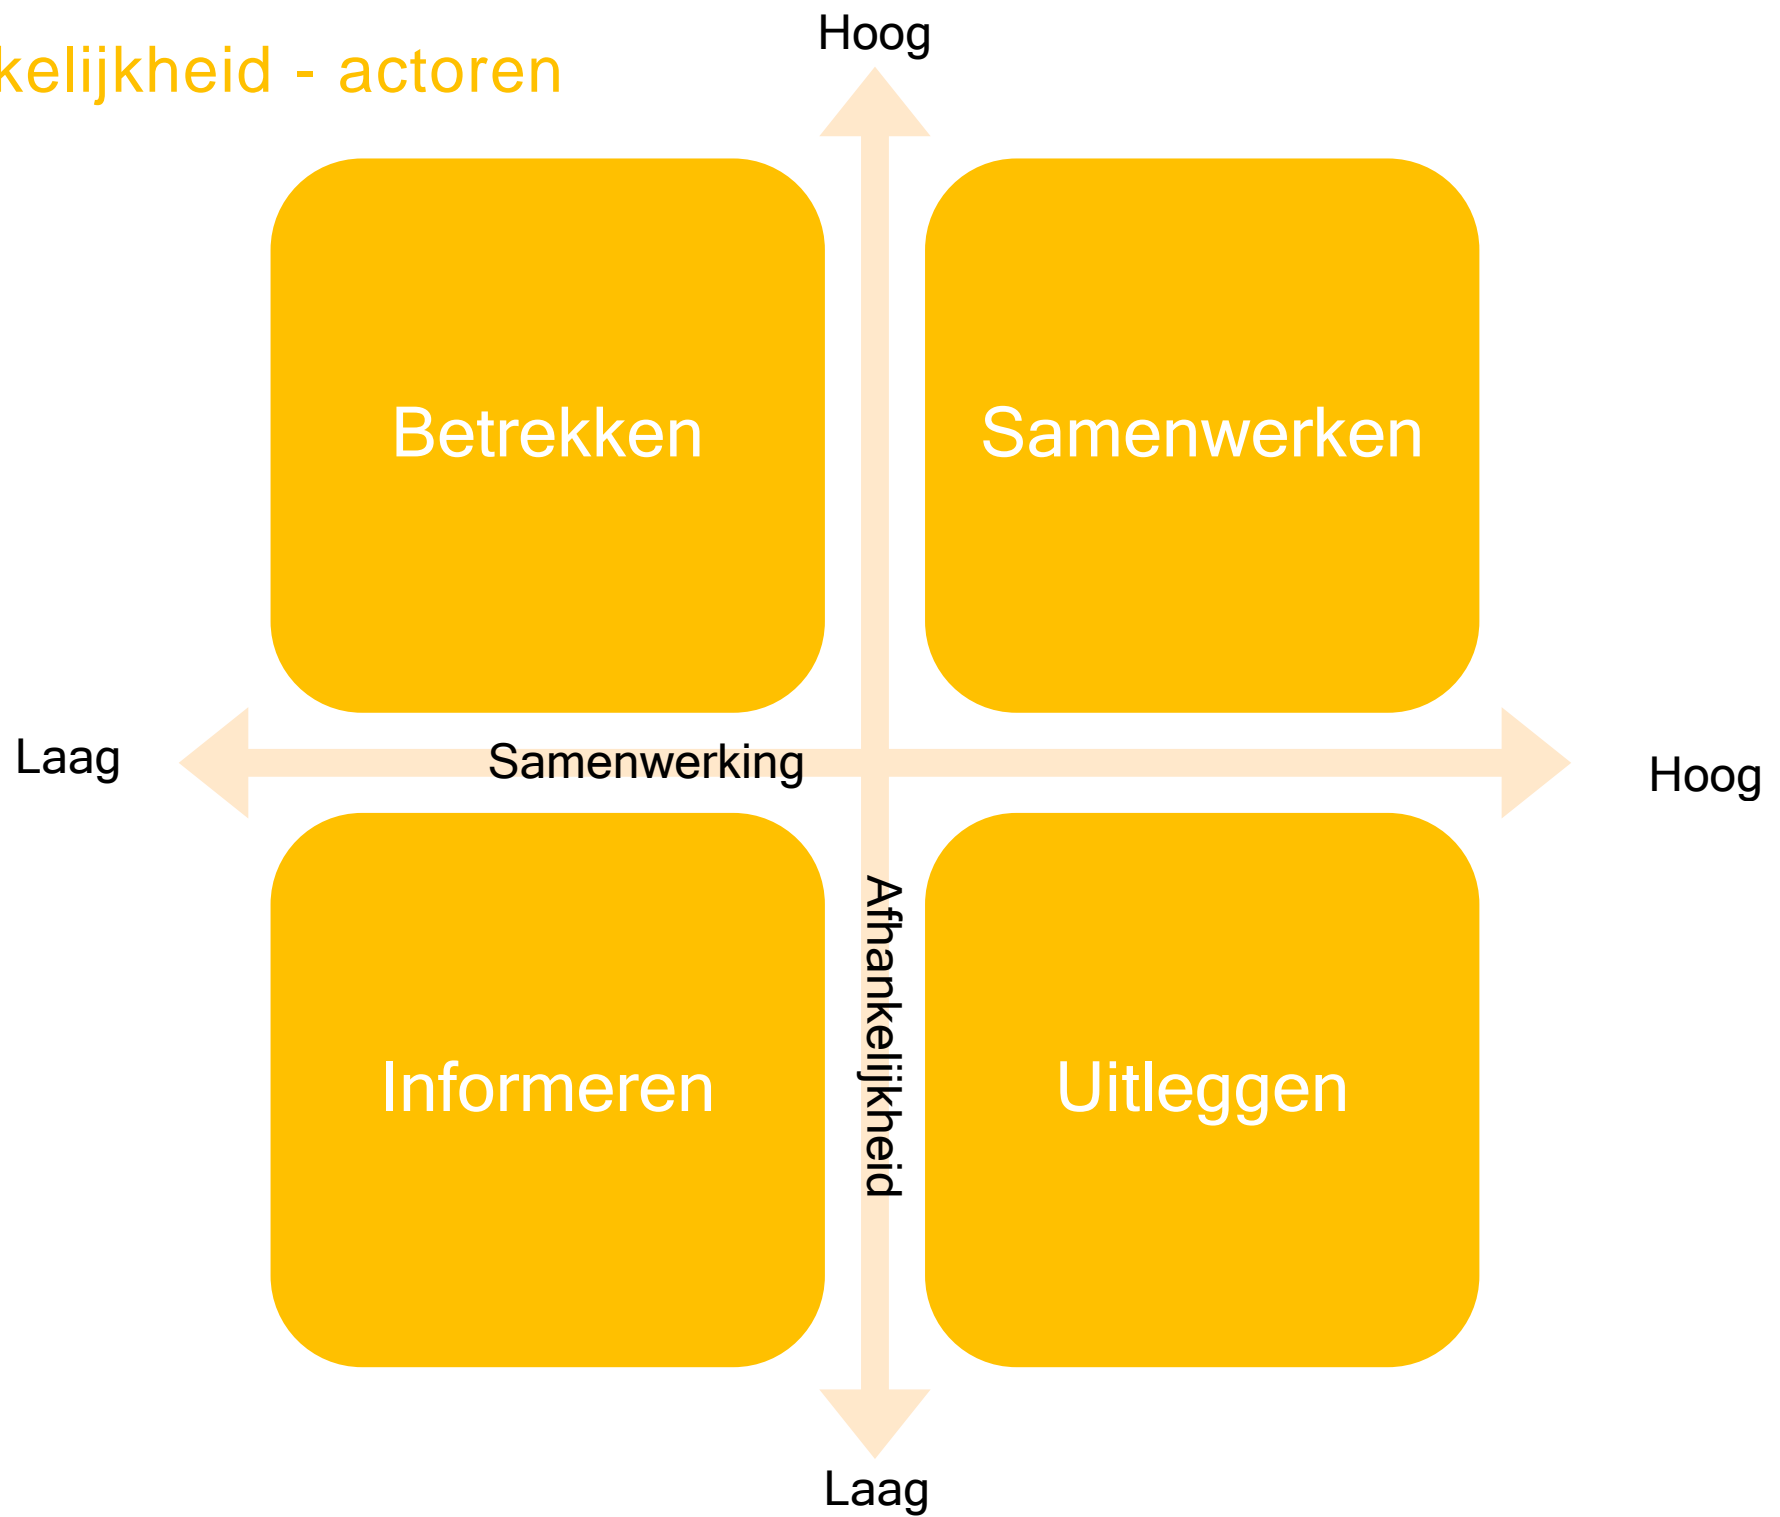 Hoog
kelijkheid - actoren
Betrekken
Samenwerken
Laag
Samenwerking
Hoog
Afhankelijkheid
Informeren
Uitleggen
Laag